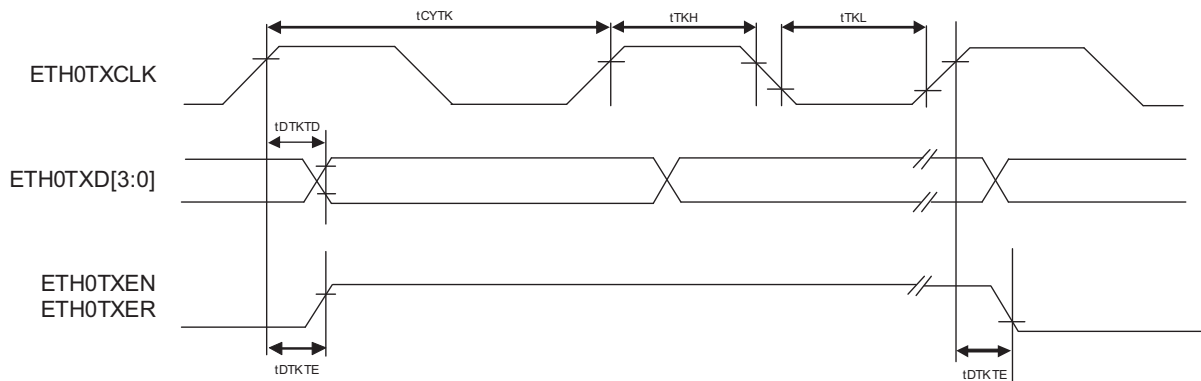 tCYTK
tTKH
tTKL
ETH0TXCLK
tDTKTD
ETH0TXD[3:0]
ETH0TXEN
ETH0TXER
tDTKTE
tDTKTE